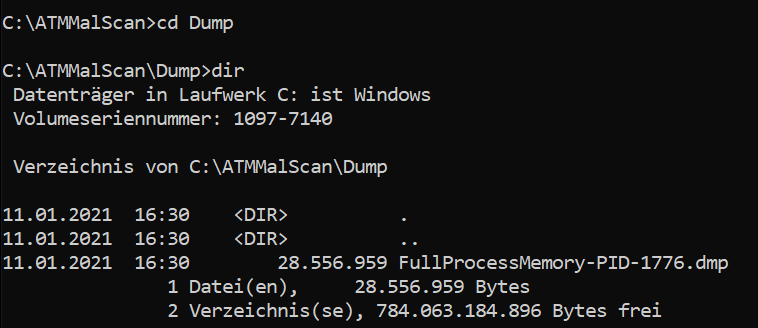 C:\ATMMalScan>cd Dump
C:\ATMMalScan\Dump>dir
Datenträger in Laufwerk C: ist Windows
Volumeseriennummer: 1097-7140
Verzeichnis von C:\ATMMalScan\Dump
11.01.2021  16:30    <DIR>          .
11.01.2021  16:30    <DIR>          ..
11.01.2021  16:30        28.556.959 FullProcessMemory-PID-1776.dmp
1 Datei(en),     28.556.959 Bytes
2 Verzeichnis(se), 784.063.184.896 Bytes frei